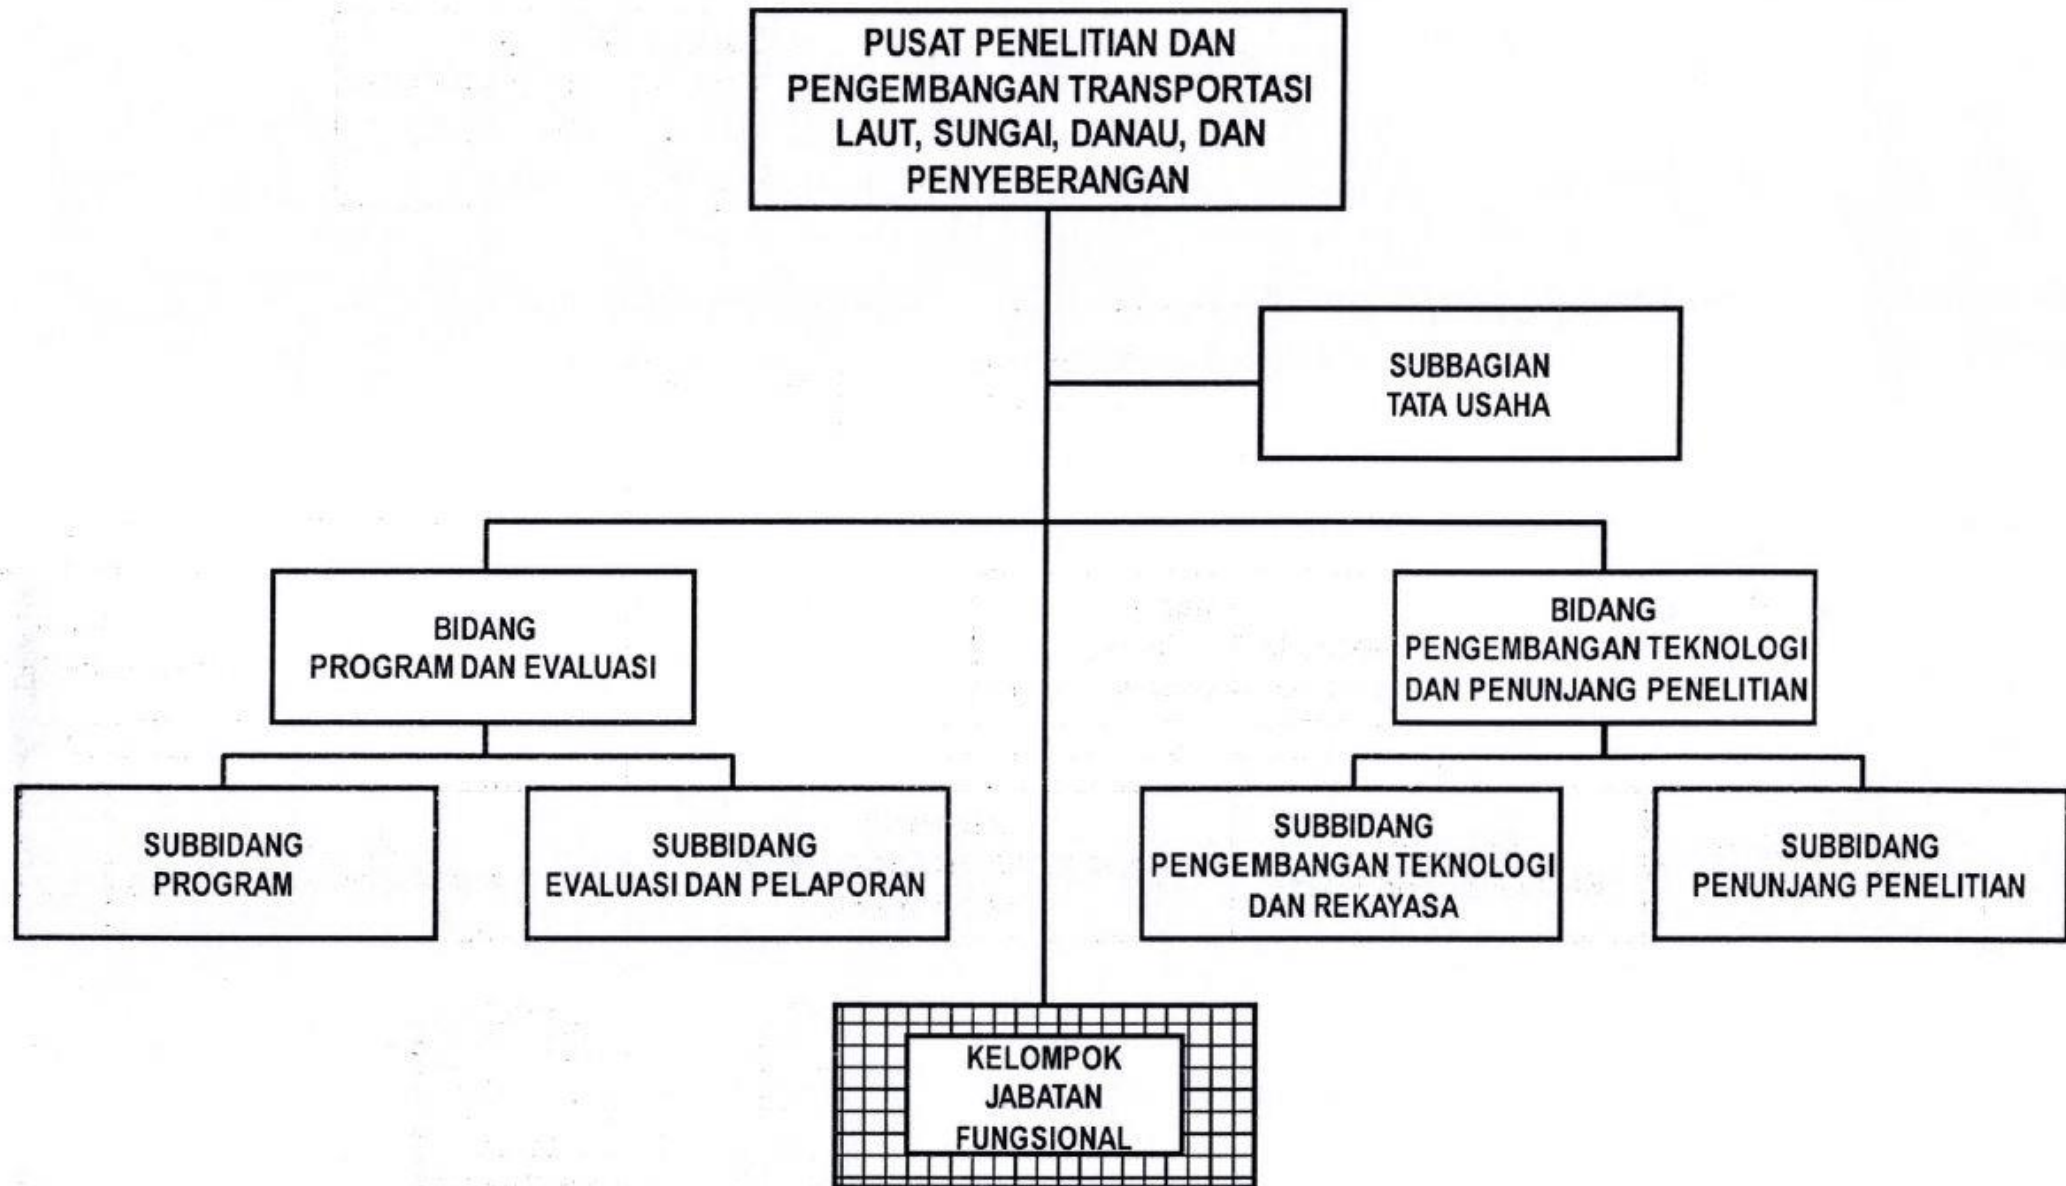 PUSAT PENELITIAN DAN
PENGEMBANGAN TRANSPORTASI
LAUT, SUNGAI, DANAU, DAN
PENYEBERANGAN
SUBBAGIAN
TATA USAHA
BIDANG
PROGRAM DAN EVALUASI
BIDANG
PENGEMBANGAN TEKNOLOGI
DAN PENUNJANG PENELITIAN
SUBBIDANG
PROGRAM
SUBBIDANG
EVALUASI DAN PELAPORAN
SUBBIDANG
PENGEMBANGAN TEKNOLOGI
DAN REKAYASA
SUBBIDANG
PENUNJANG PENELITIAN
KELOMPOK
JABATAN
FUNGSIONAL